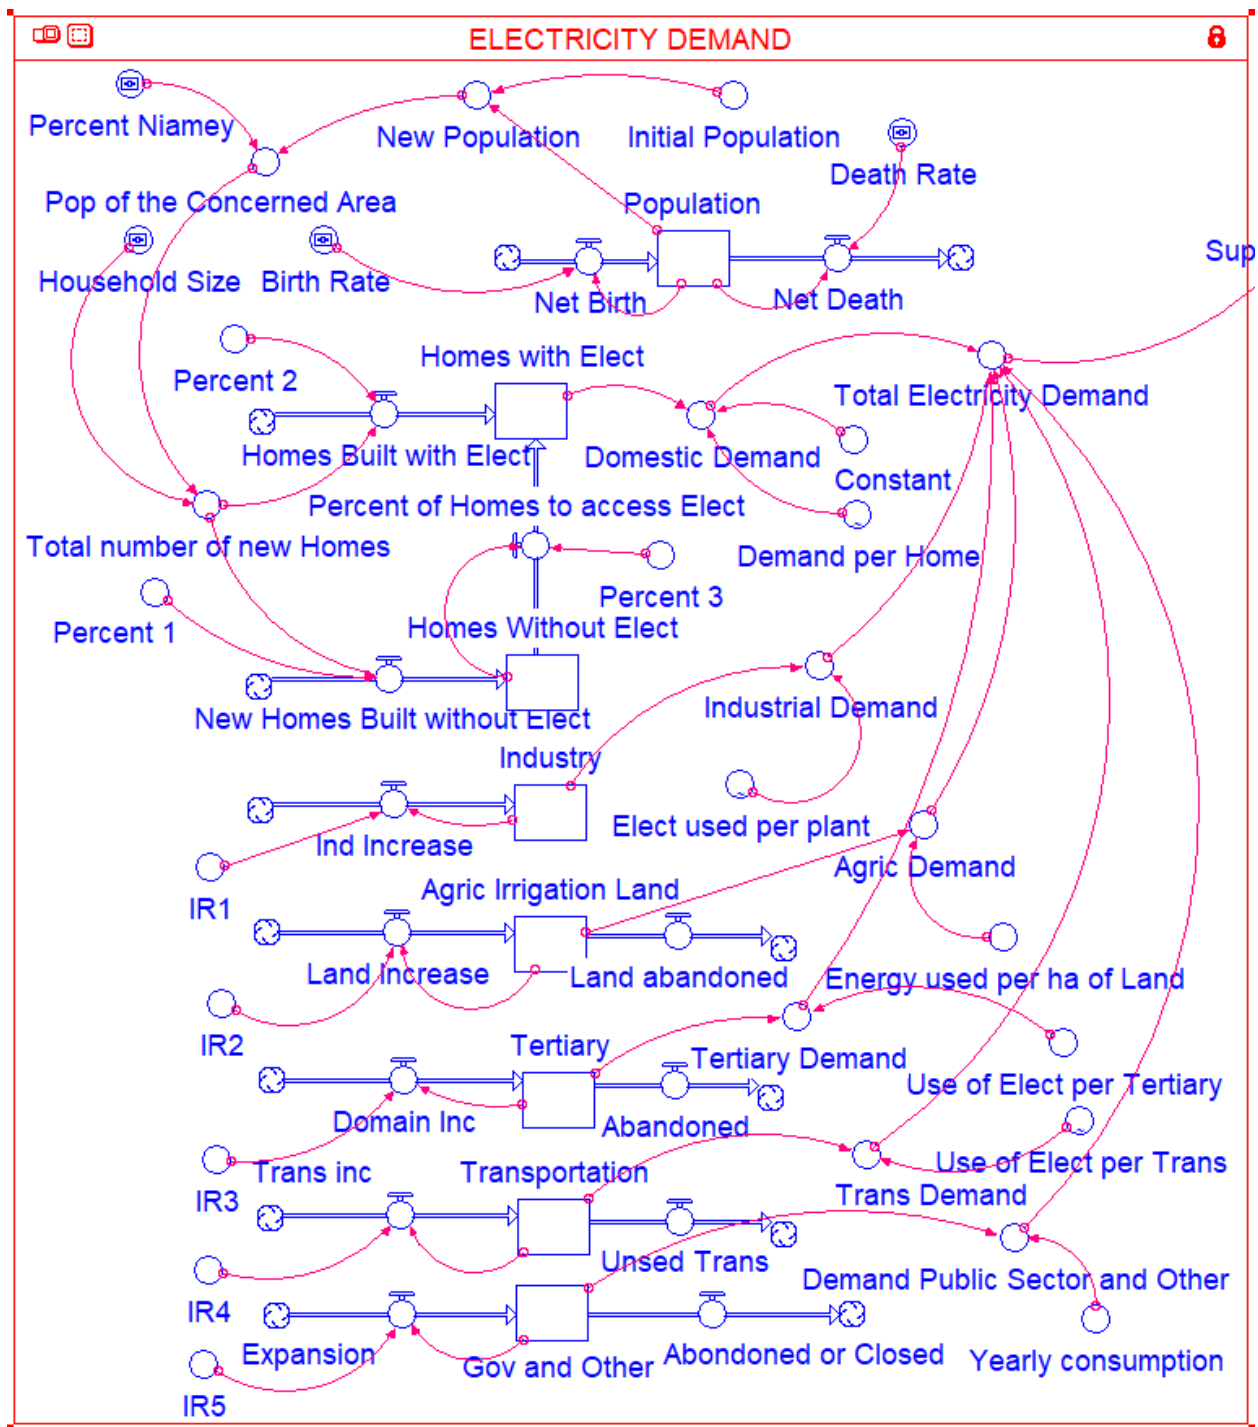 ELECTRICITY DEMAND
Percent Niamey
New Population
Initial Population
Death Rate
Pop of the Concerned Area
Population
Household Size
Birth Rate
Net Birth
Net Death
Sup
Percent 2
Homes with Elect
Total Electricity Demand
Homes Built with Elect
Domestic Demand
Constant
Percent of Homes to access Elect
Total number of new Homes
Demand per Home
Percent 3
Percent 1
Homes Without Elect
New Homes Built without Elect
Industrial Demand
Industry
Elect used per plant
Ind Increase
Agric Demand
IR1
Agric Irrigation Land
Land Increase
Land abandoned
Energy used per ha of Land
IR2
Tertiary
Tertiary Demand
Use of Elect per Tertiary
Domain Inc
Abandoned
Trans inc
Transportation
Use of Elect per Trans
IR3
Trans Demand
Unsed Trans
Demand Public Sector and Other
IR4
Expansion
Gov and Other
Abondoned or Closed
Yearly consumption
IR5